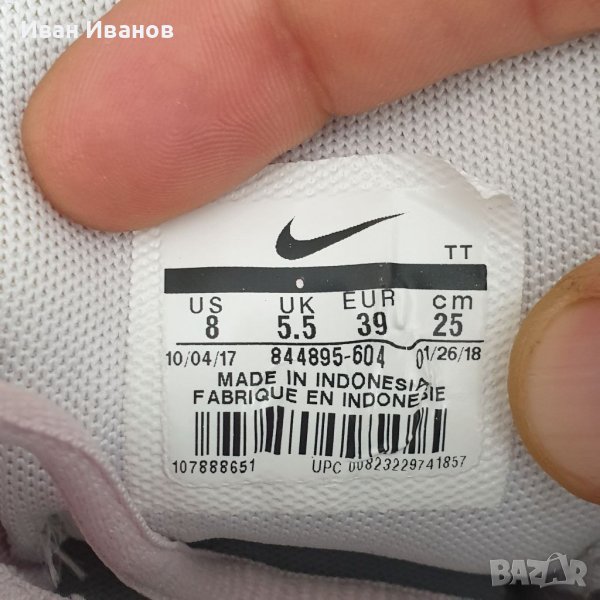 Иван Иванов
TT
US UK EUR cm
8 5.5 39 25
10/04/17 844895-604 01/26/18
MADE IN INDONESIA
FABRIQUE EN INDONESIE
107888651 UPC 00823229741857
bazar